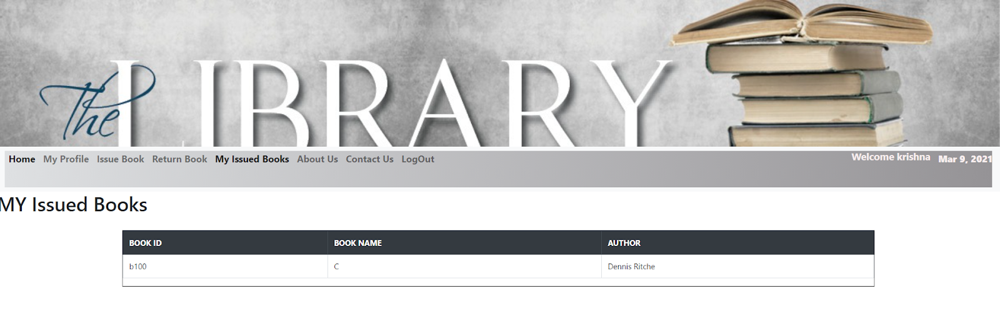 The LIBRARY
Home My Profile Issue Book Return Book My Issued Books About Us Contact Us LogOut Welcome krishna Mar 9, 2021
MY Issued Books
BOOK ID BOOK NAME AUTHOR
b100 C Dennis Ritche